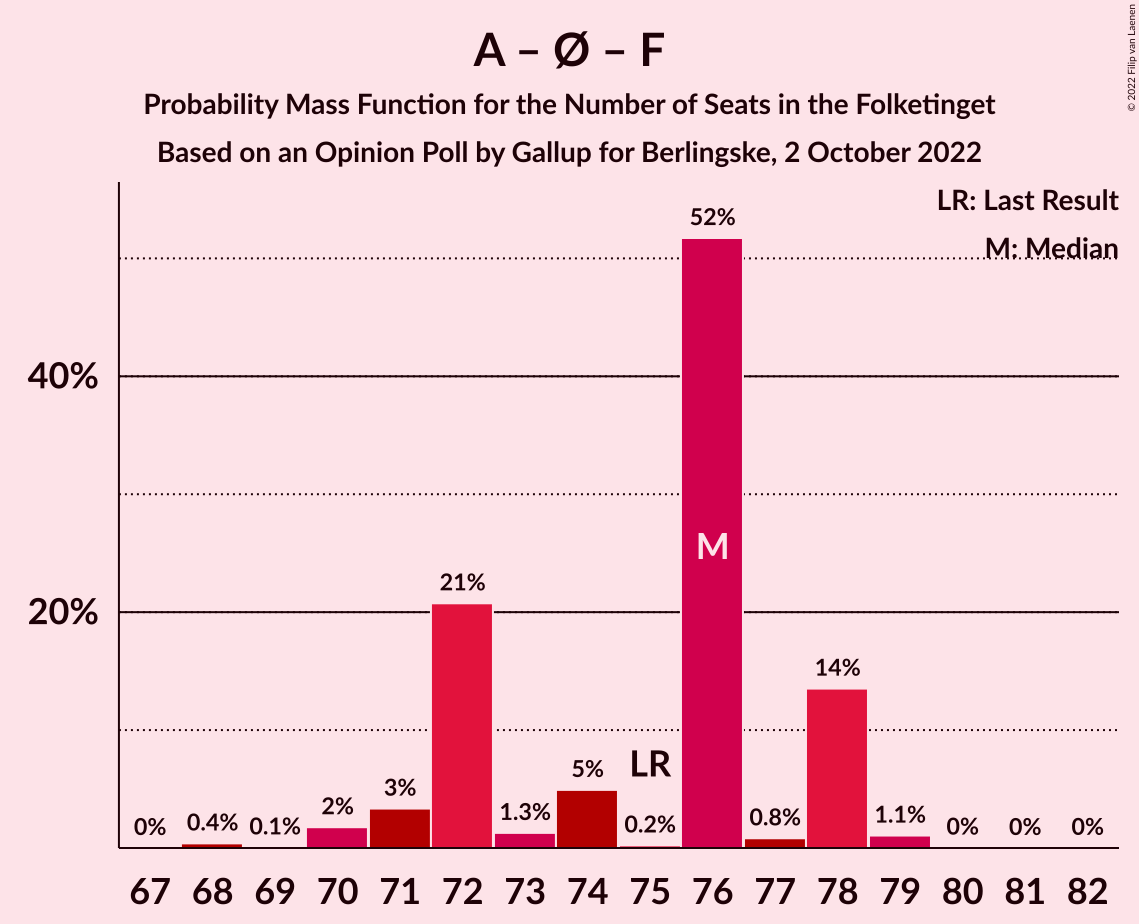 A – Ø – F
Probability Mass Function for the Number of Seats in the Folketinget
Based on an Opinion Poll by Gallup for Berlingske, 2 October 2022
© 2022 Filip van Laenen
LR: Last Result
M: Median
40%
20%
0%
0.4%
0.1%
2%
3%
21%
1.3%
5%
0.2%
LR
52%
M
0.8%
14%
1.1%
0%
0%
0%
67 68 69 70 71 72 73 74 75 76 77 78 79 80 81 82